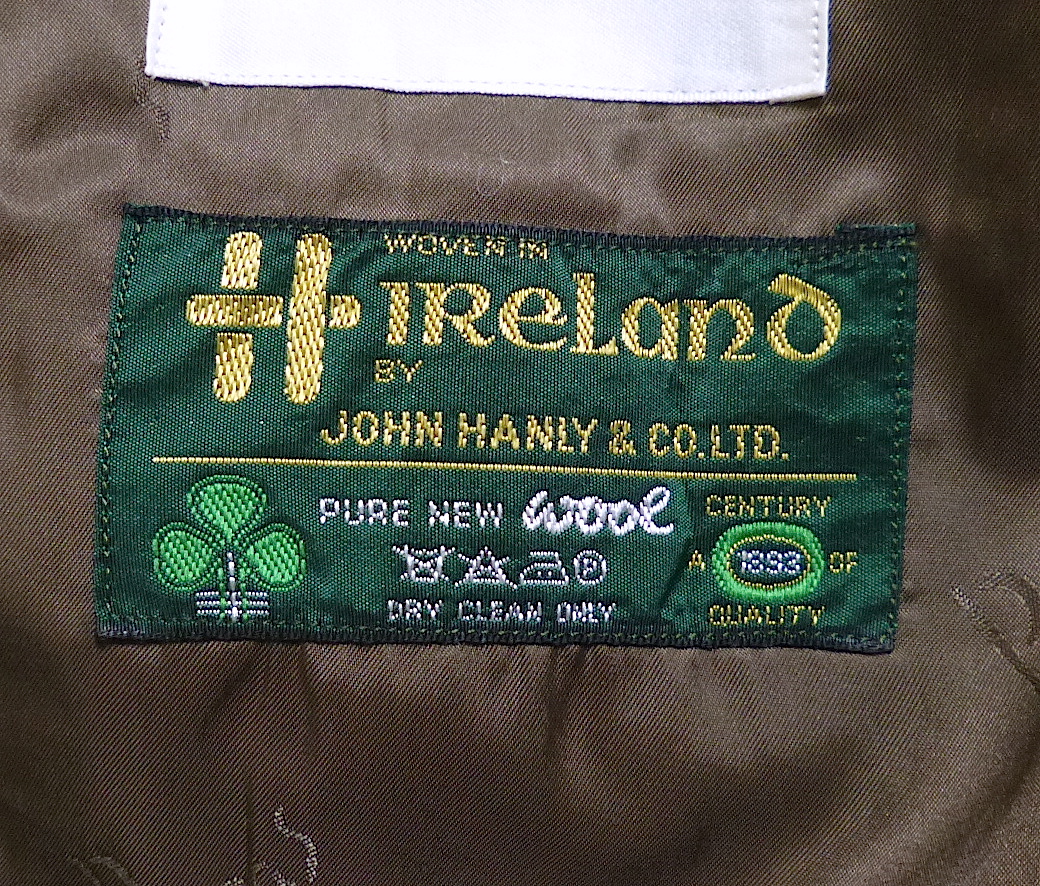 WOVEN IN
H IReLanD
BY
JOHN HANLY & CO.LTD.
PURE NEW wool
DRY CLEAN ONLY
CENTURY
A 1893 OF
QUALITY